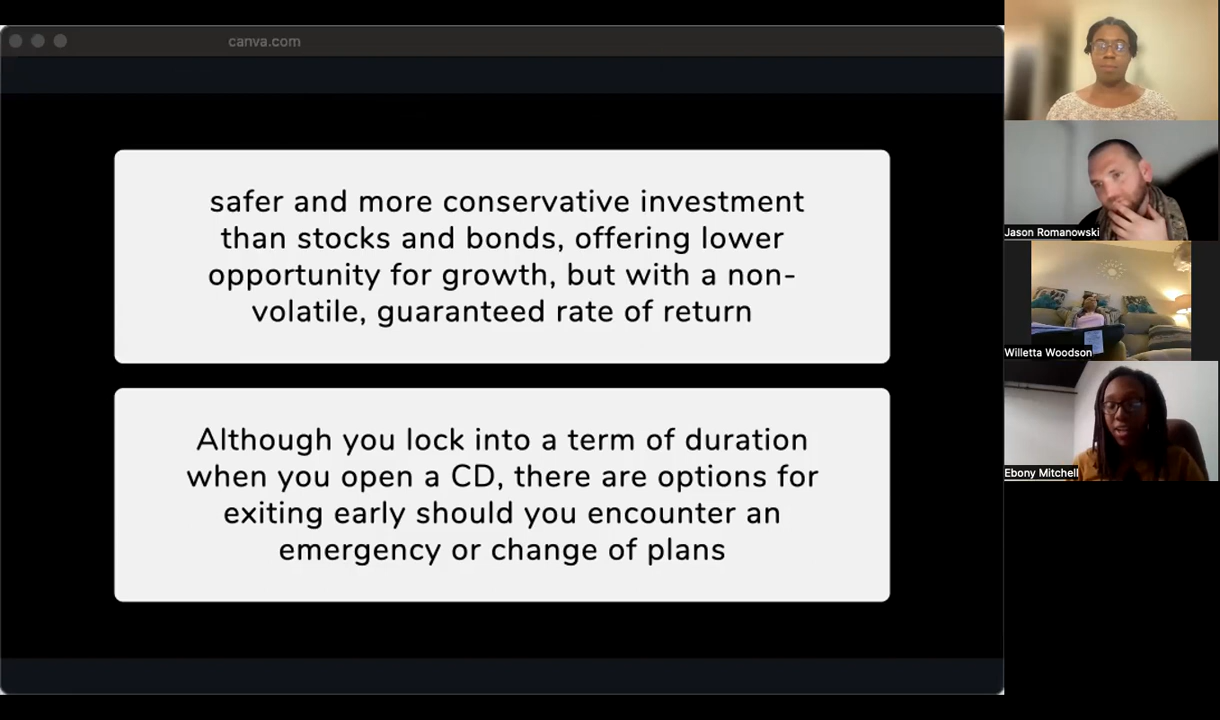 canva.com
safer and more conservative investment
than stocks and bonds, offering lower
opportunity for growth, but with a non-
volatile, guaranteed rate of return
Although you lock into a term of duration
when you open a CD, there are options for
exiting early should you encounter an
emergency or change of plans
Jason Romanowski
Willetta Woodson
Ebony Mitchell